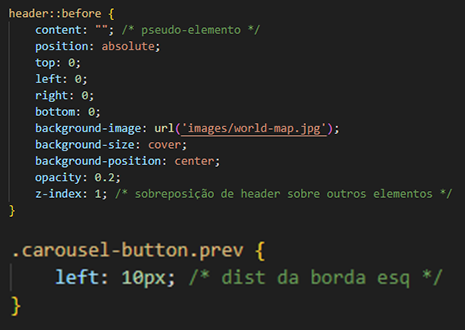 header::before {
content: ""; /* pseudo-elemento */
position: absolute;
top: 0;
left: 0;
right: 0;
bottom: 0;
background-image: url('images/world-map.jpg');
background-size: cover;
background-position: center;
opacity: 0.2;
z-index: 1; /* sobreposição de header sobre outros elementos */
}
.carousel-button.prev {
left: 10px; /* dist da borda esq */
}